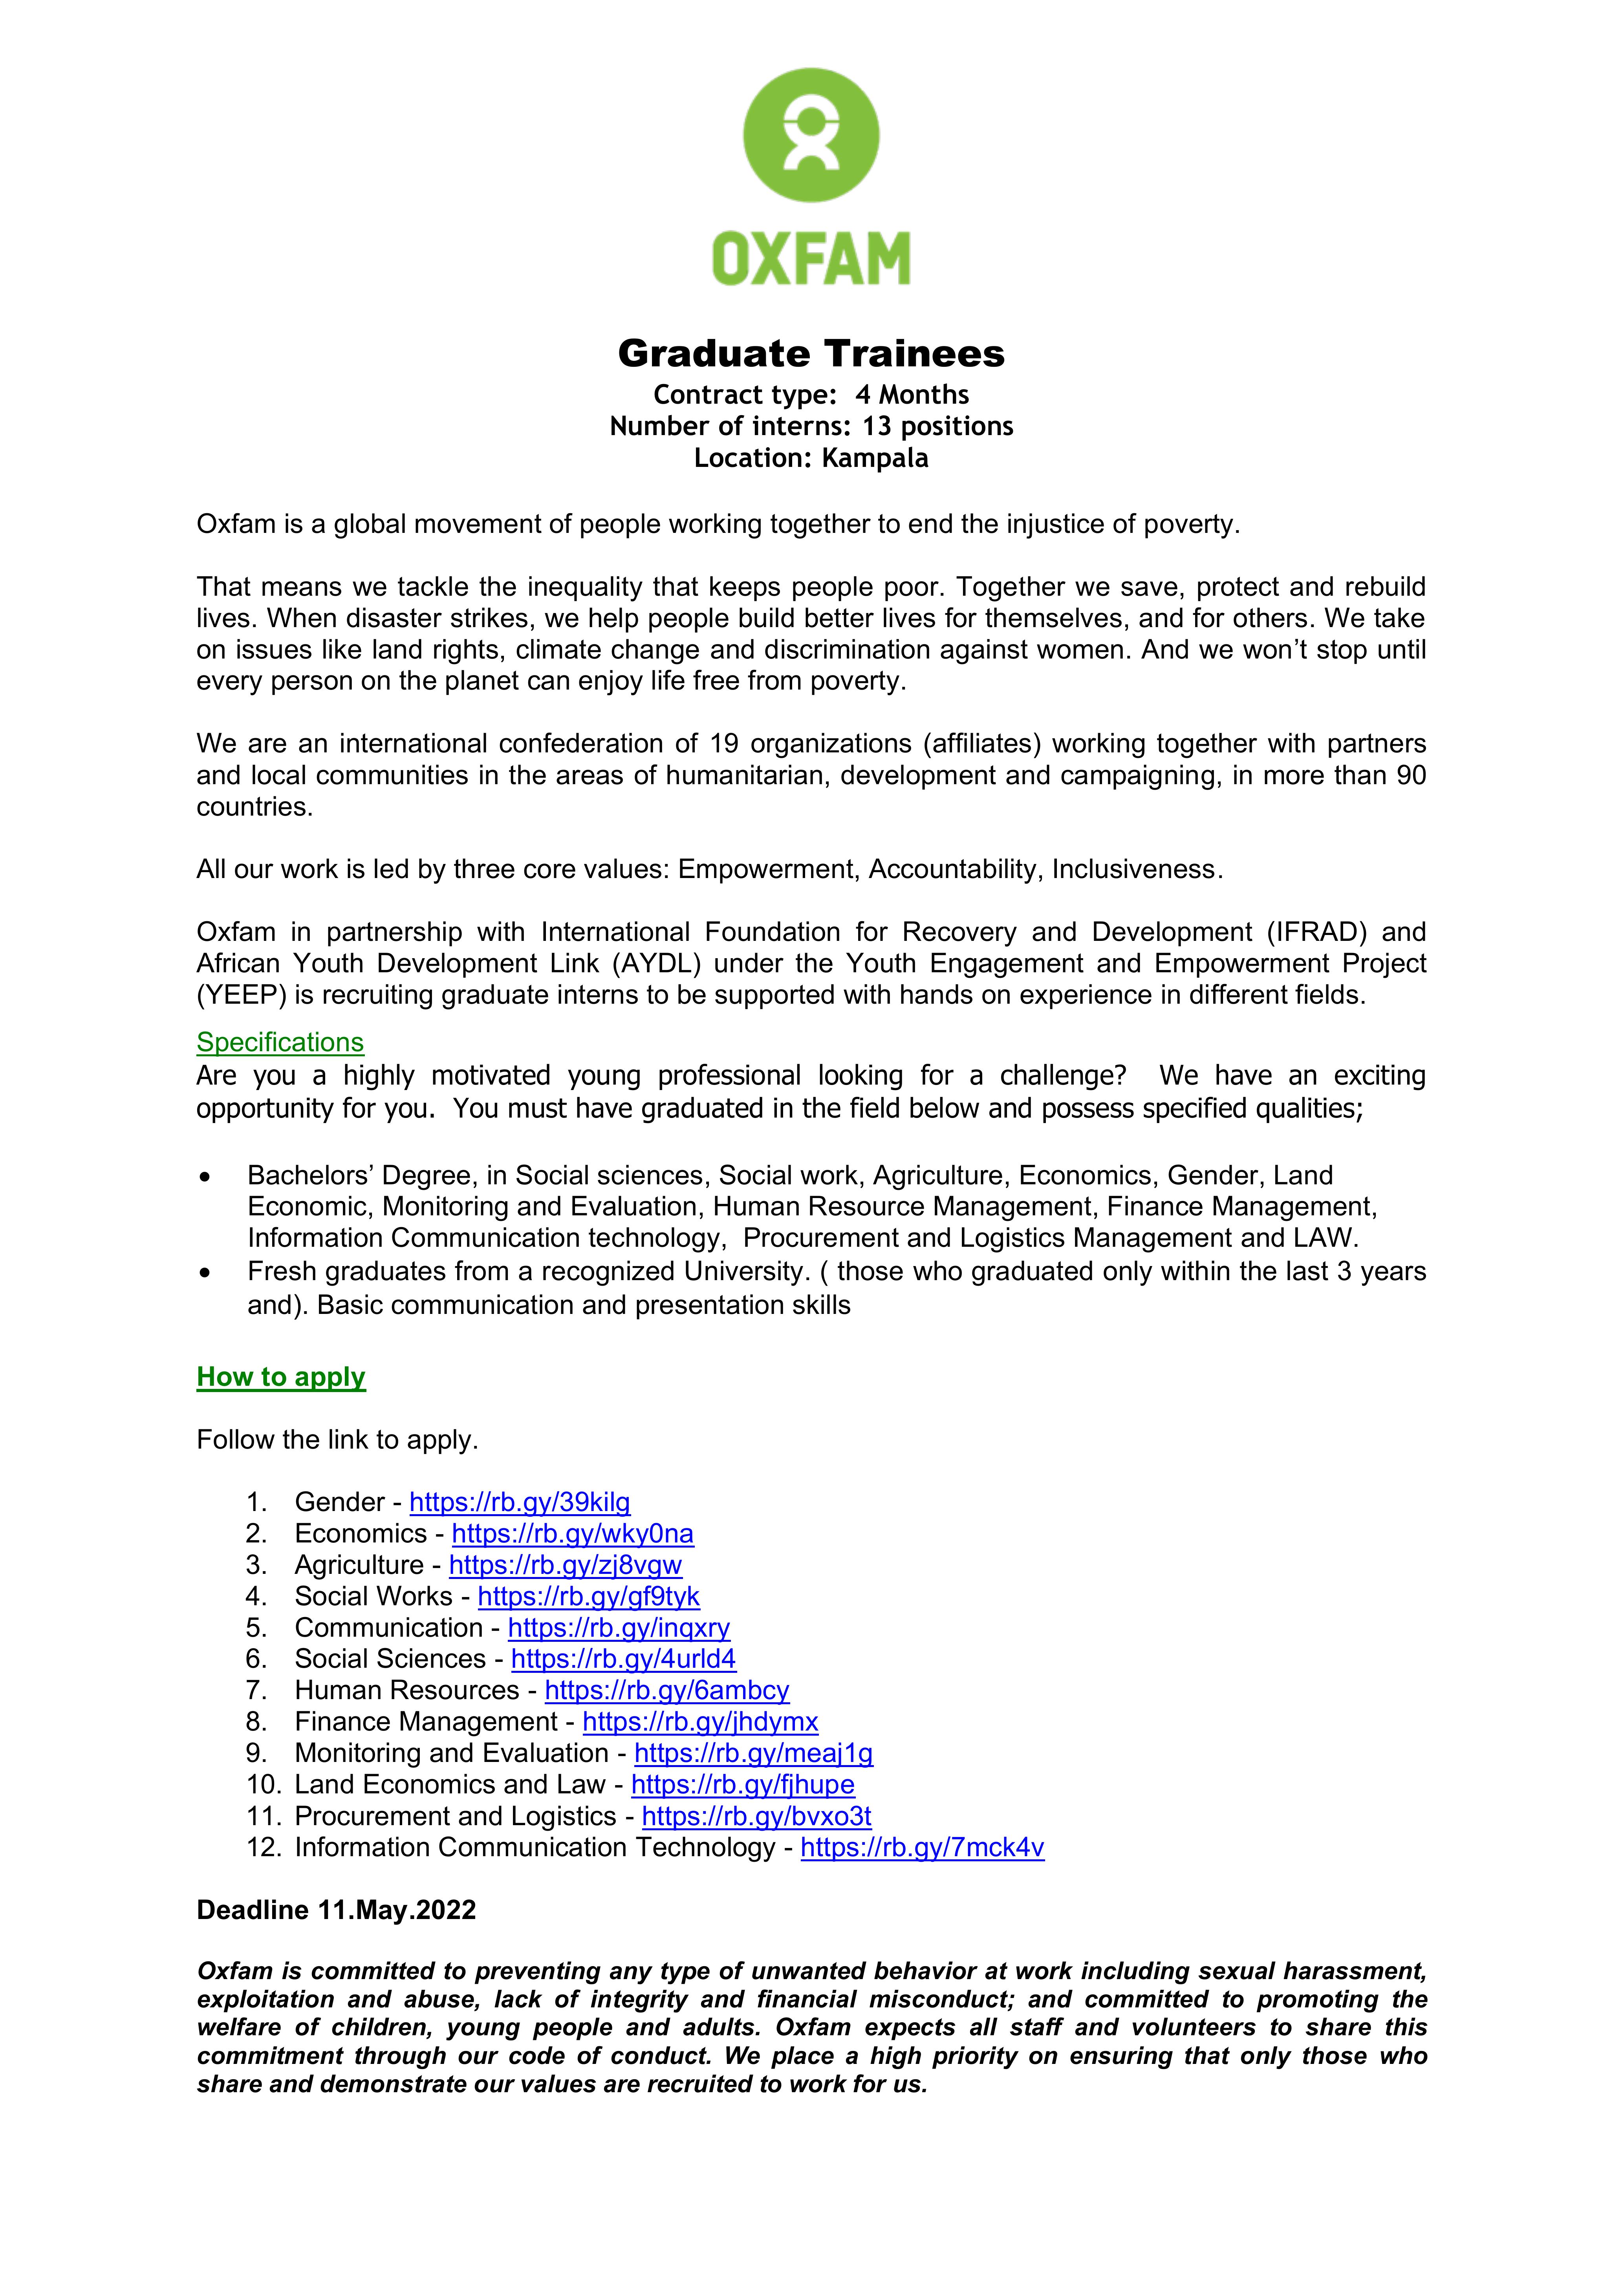 OXFAM
Graduate Trainees
Contract type:  4 Months
Number of interns: 13 positions
Location: Kampala
Oxfam is a global movement of people working together to end the injustice of poverty.
That means we tackle the inequality that keeps people poor. Together we save, protect and rebuild
lives. When disaster strikes, we help people build better lives for themselves, and for others. We take
on issues like land rights, climate change and discrimination against women. And we won’t stop until
every person on the planet can enjoy life free from poverty.
We are an international confederation of 19 organizations (affiliates) working together with partners
and local communities in the areas of humanitarian, development and campaigning, in more than 90
countries.
All our work is led by three core values: Empowerment, Accountability, Inclusiveness.
Oxfam in partnership with International Foundation for Recovery and Development (IFRAD) and
African Youth Development Link (AYDL) under the Youth Engagement and Empowerment Project
(YEEP) is recruiting graduate interns to be supported with hands on experience in different fields.
Specifications
Are you a highly motivated young professional looking for a challenge?  We have an exciting
opportunity for you.  You must have graduated in the field below and possess specified qualities;
• Bachelors’ Degree, in Social sciences, Social work, Agriculture, Economics, Gender, Land
Economic, Monitoring and Evaluation, Human Resource Management, Finance Management,
Information Communication technology,  Procurement and Logistics Management and LAW.
• Fresh graduates from a recognized University. ( those who graduated only within the last 3 years
and). Basic communication and presentation skills
How to apply
Follow the link to apply.
1. Gender - https://rb.gy/39kilg
2. Economics - https://rb.gy/wky0na
3. Agriculture - https://rb.gy/zj8vgw
4. Social Works - https://rb.gy/gf9tyk
5. Communication - https://rb.gy/inqxry
6. Social Sciences - https://rb.gy/4urld4
7. Human Resources - https://rb.gy/6ambcy
8. Finance Management - https://rb.gy/jhdymx
9. Monitoring and Evaluation - https://rb.gy/meaj1g
10. Land Economics and Law - https://rb.gy/fjhupe
11. Procurement and Logistics - https://rb.gy/bvxo3t
12. Information Communication Technology - https://rb.gy/7mck4v
Deadline 11.May.2022
Oxfam is committed to preventing any type of unwanted behavior at work including sexual harassment,
exploitation and abuse, lack of integrity and financial misconduct; and committed to promoting the
welfare of children, young people and adults. Oxfam expects all staff and volunteers to share this
commitment through our code of conduct. We place a high priority on ensuring that only those who
share and demonstrate our values are recruited to work for us.